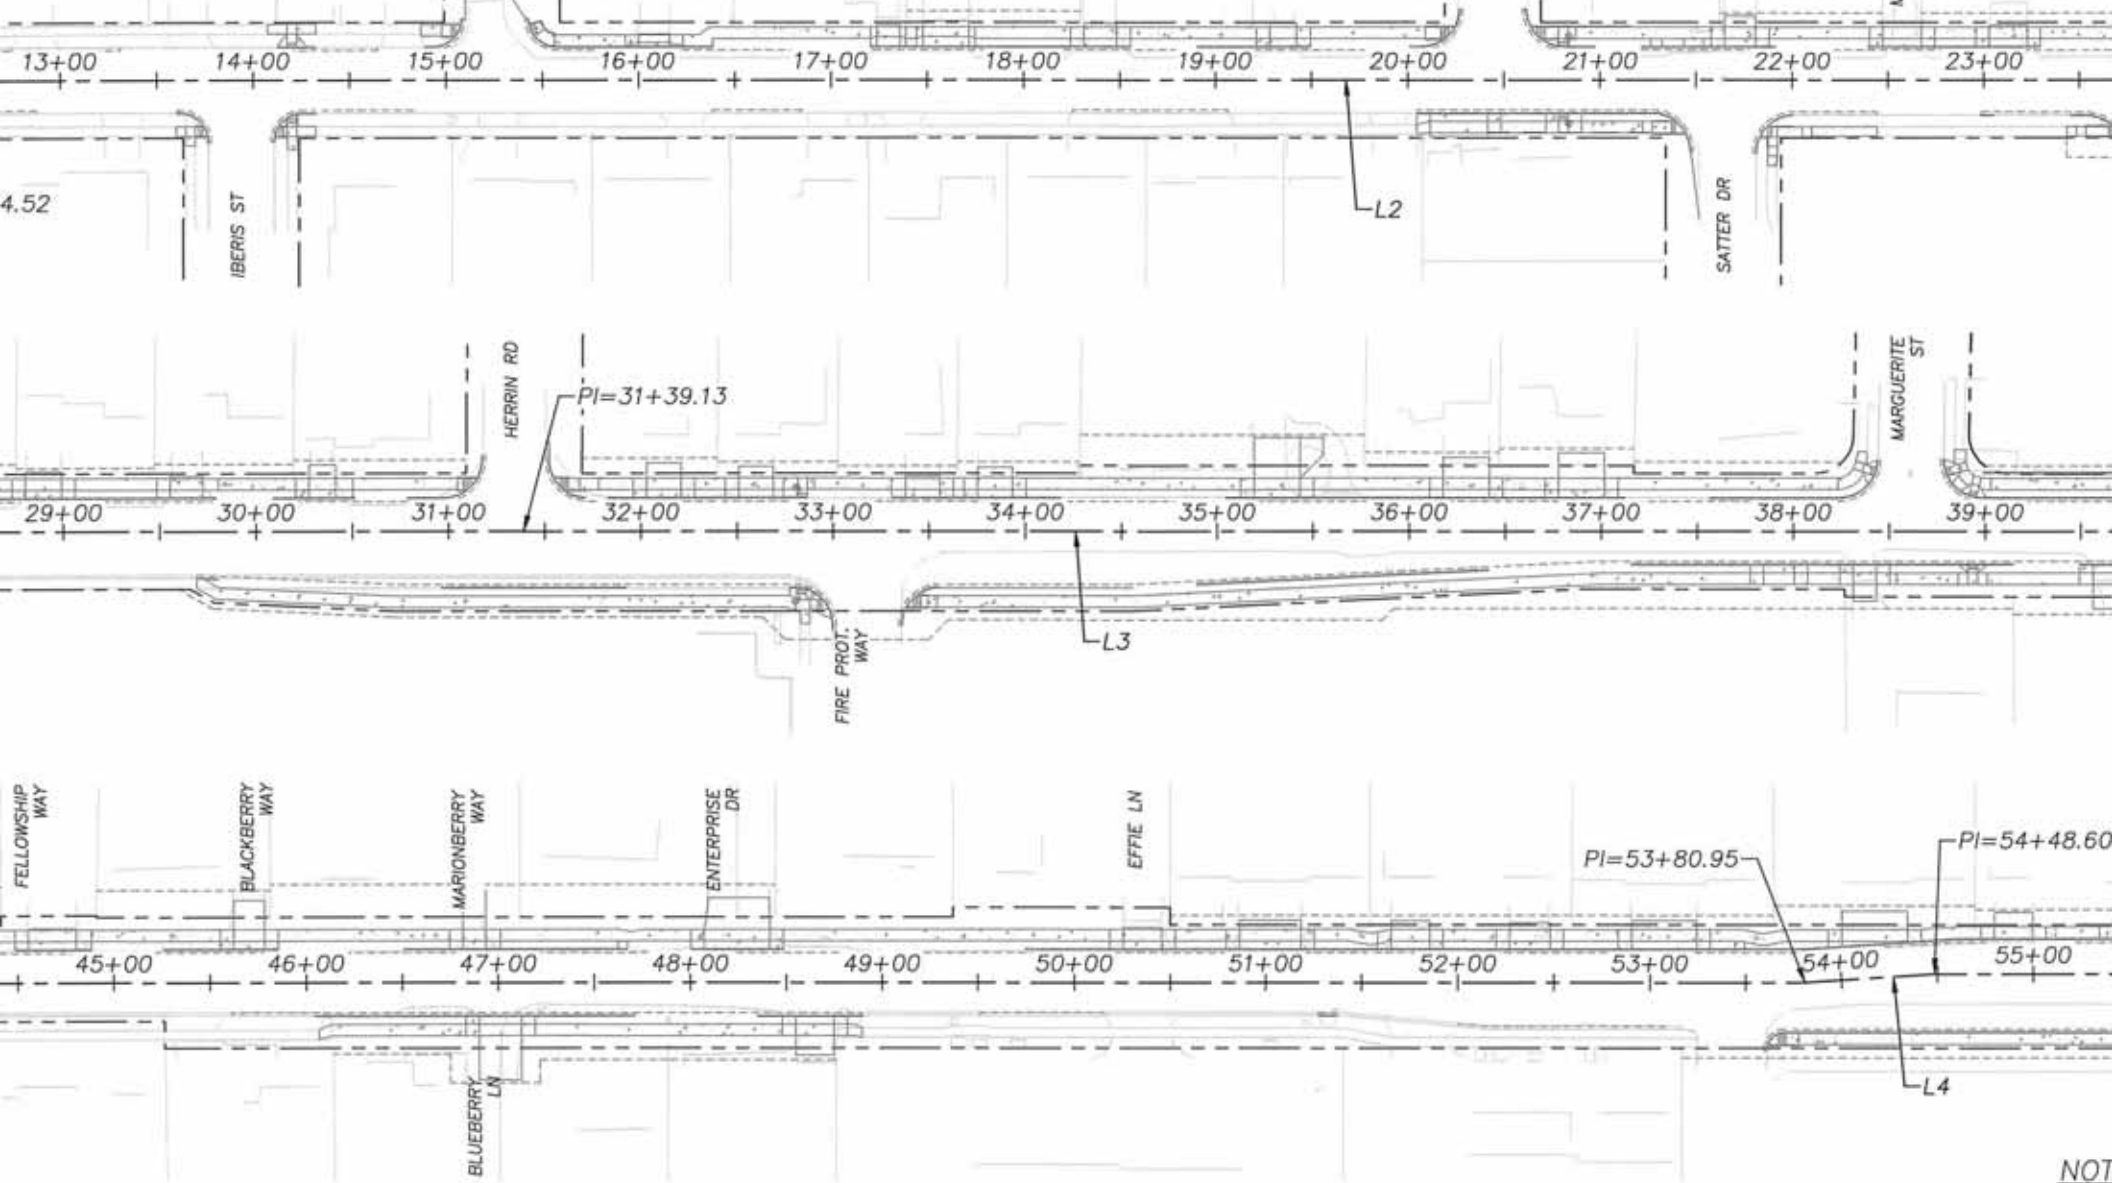 13+00 14+00 15+00 16+00 17+00 18+00 19+00 20+00 21+00 22+00 23+00
4.52
IBERIS ST
L2
SATTER DR
HERRIN RD
PI=31+39.13
MARGUERITE
ST
29+00 30+00 31+00 32+00 33+00 34+00 35+00 36+00 37+00 38+00 39+00
FIRE PROT.
WAY
L3
FELLOWSHIP
WAY
BLACKBERRY
WAY
MARIONBERRY
WAY
ENTERPRISE
DR
EFFIE LN
PI=53+80.95
PI=54+48.60
45+00 46+00 47+00 48+00 49+00 50+00 51+00 52+00 53+00 54+00 55+00
BLUEBERRY
LN
L4
NOT